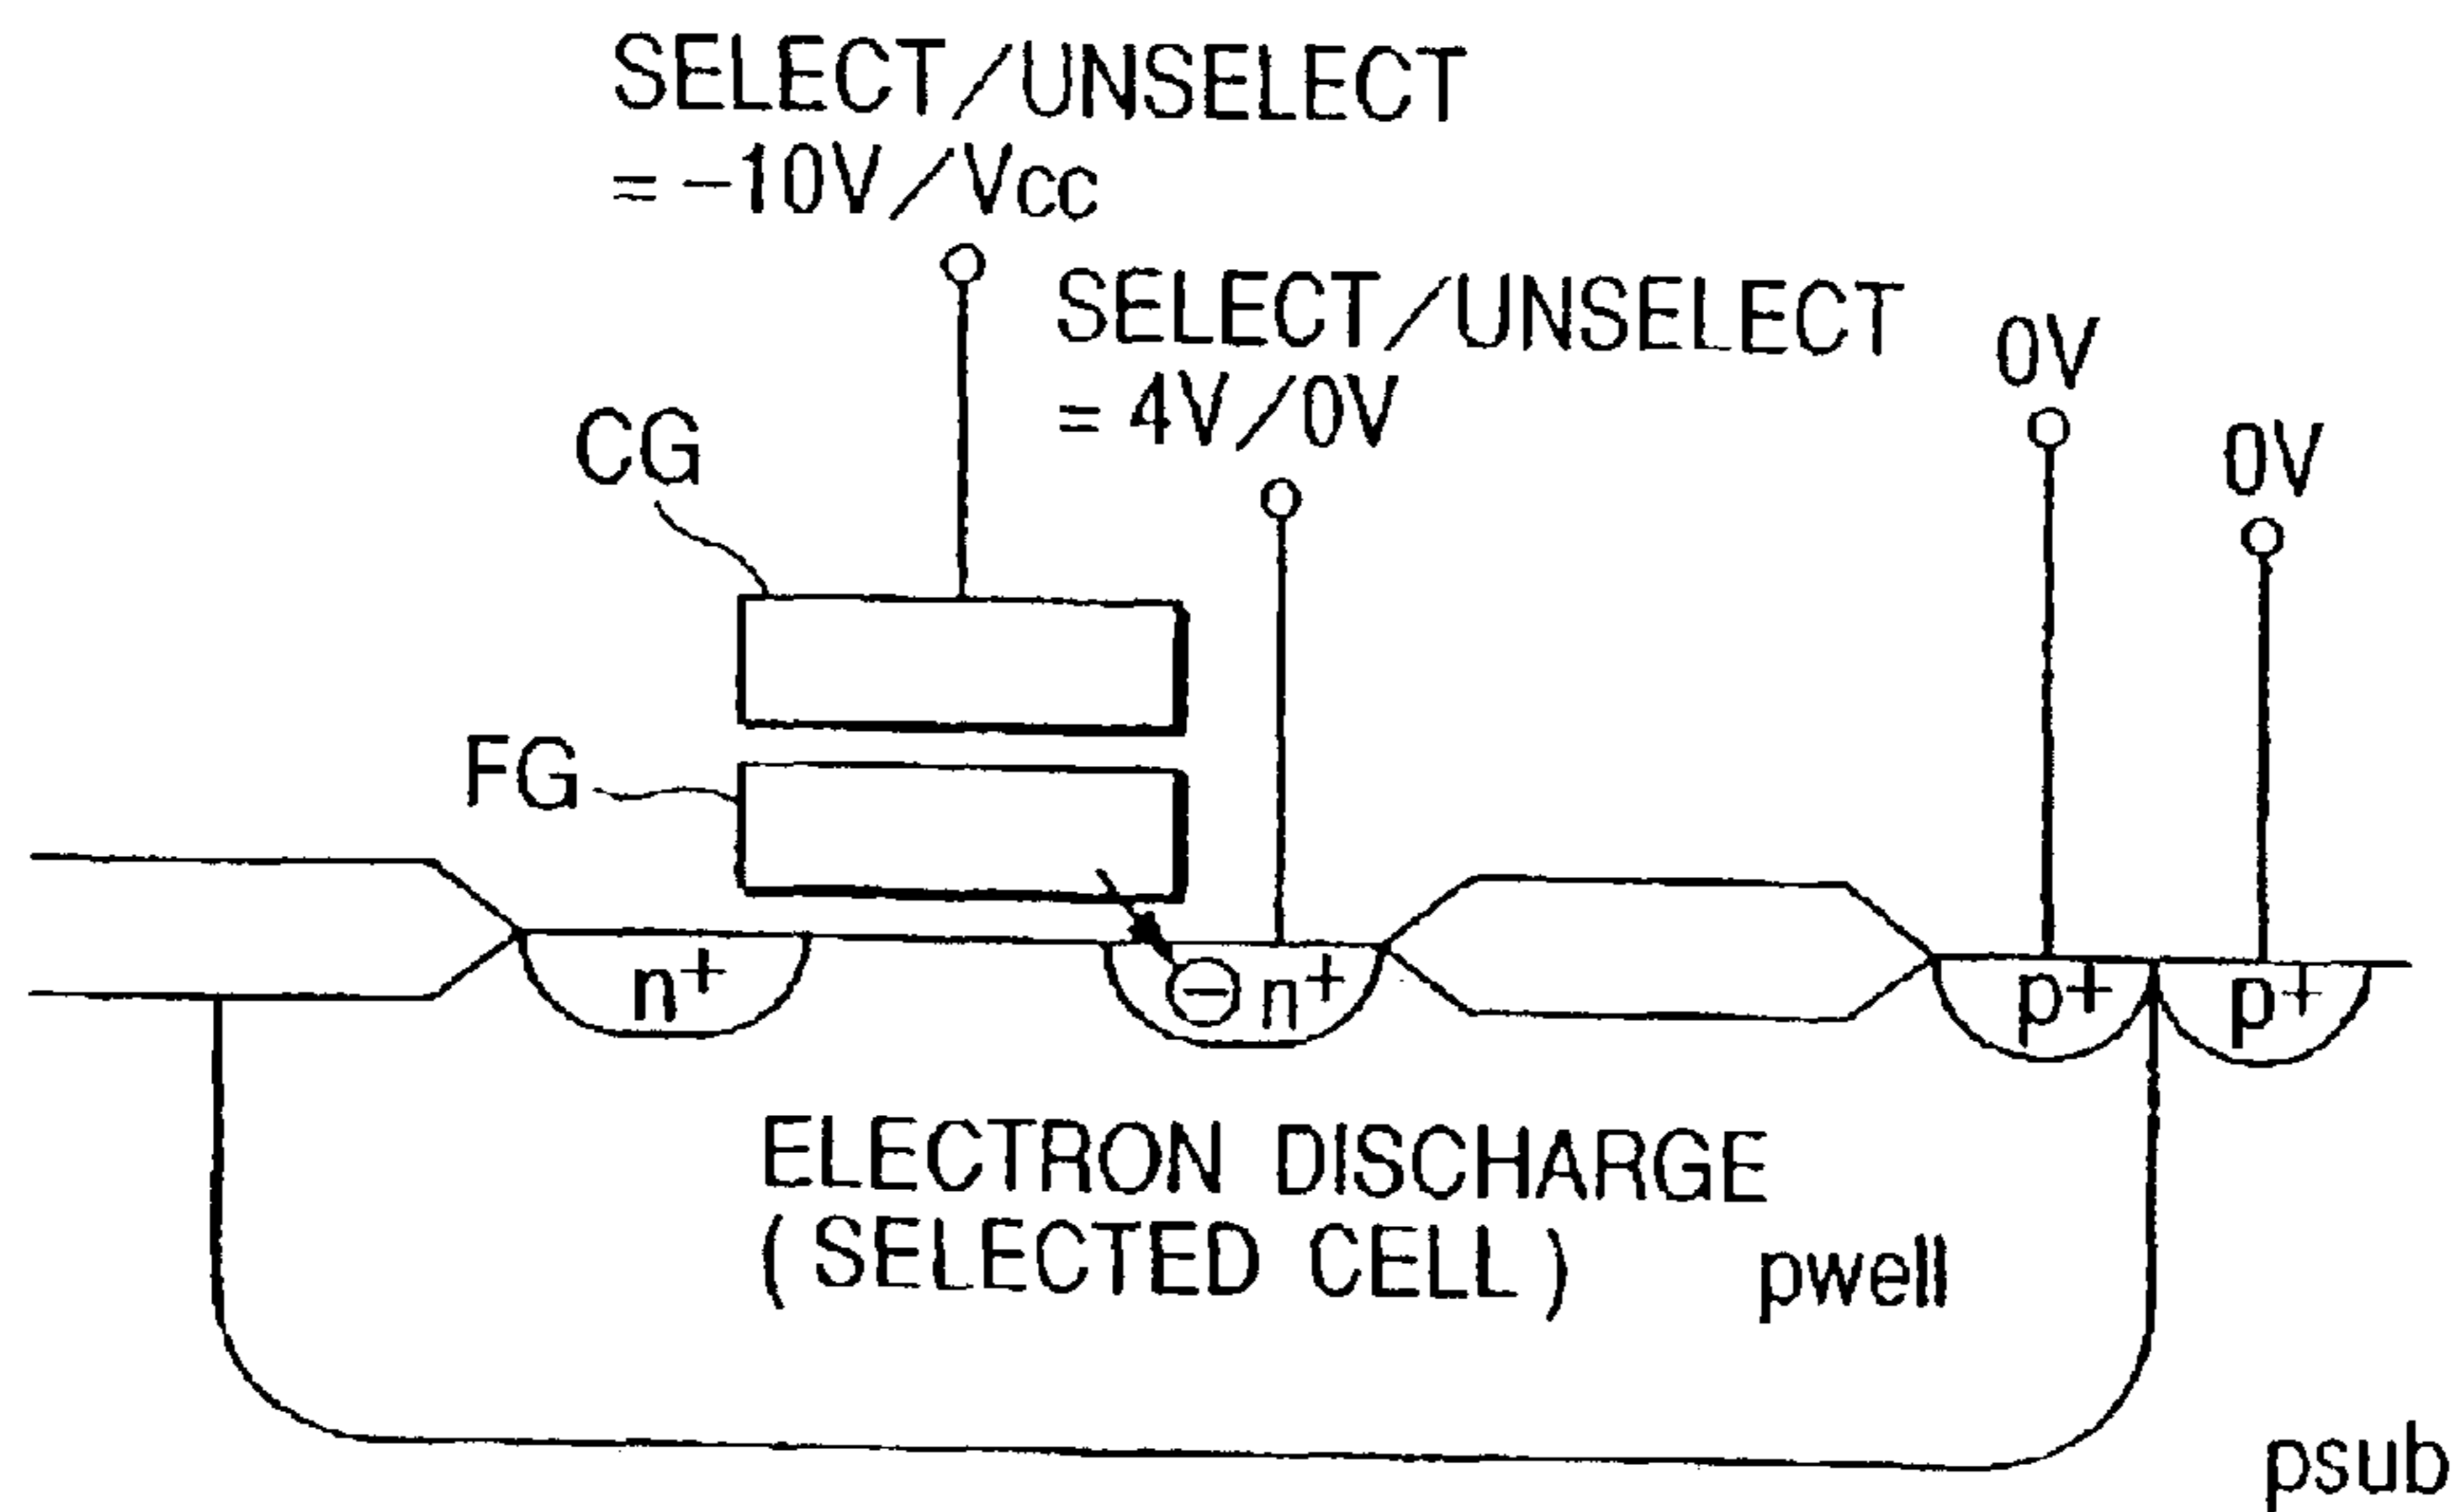 SELECT/UNSELECT
= -10V/Vcc
SELECT/UNSELECT
= 4V/0V
0V
0V
CG
FG
n+
⊖ n+
p+
p+
ELECTRON DISCHARGE
(SELECTED CELL)
pwell
psub